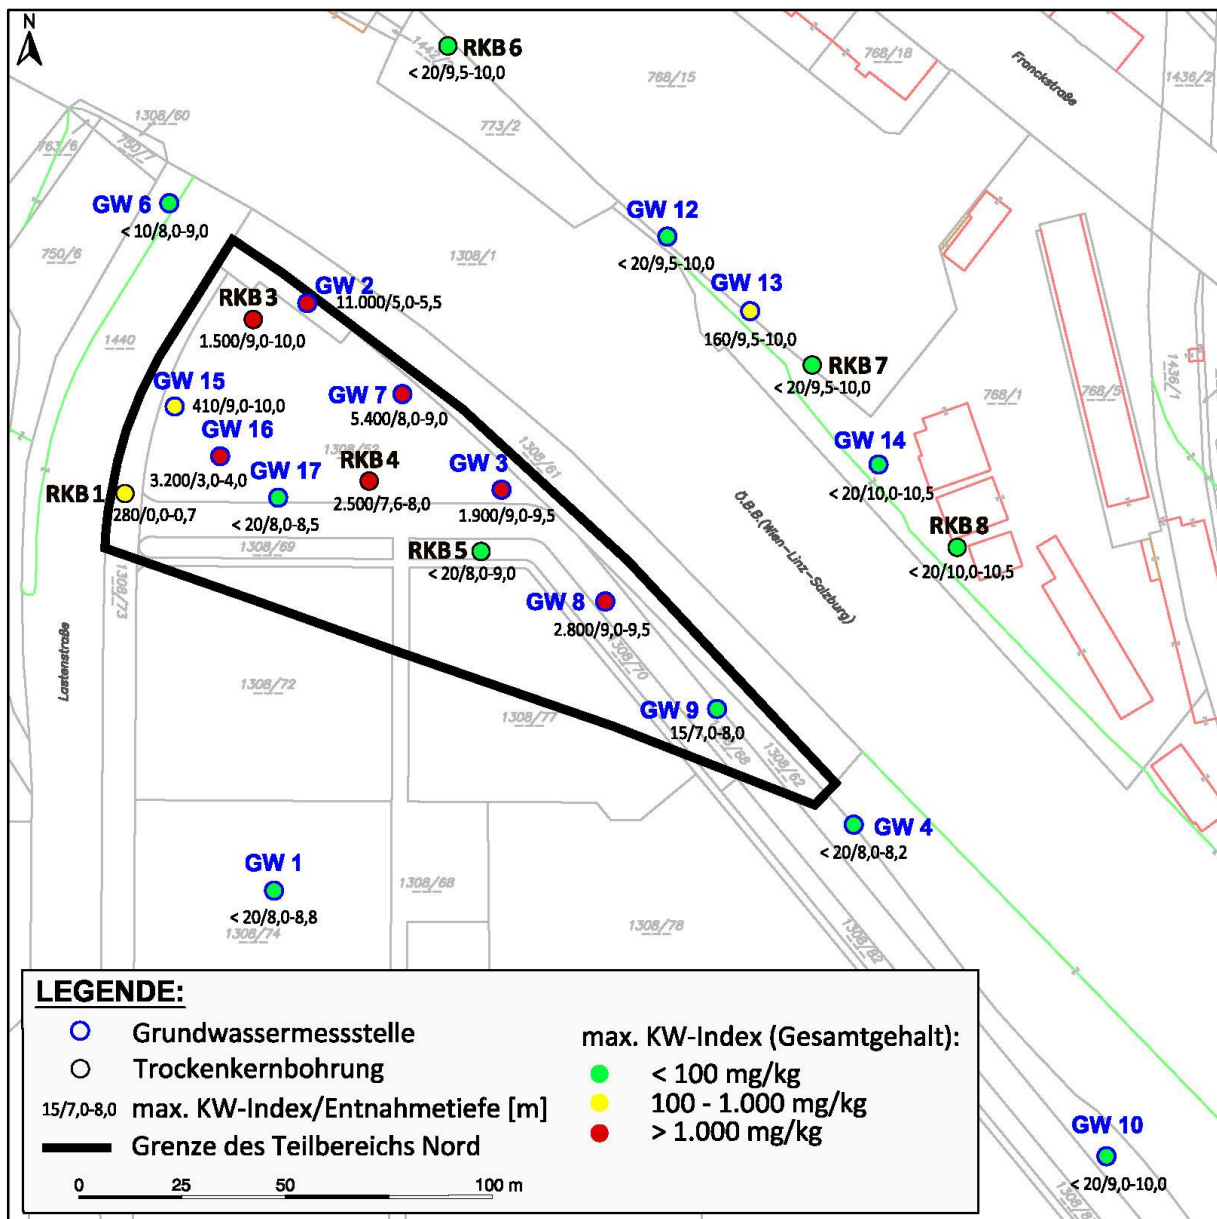 N
1442
RKB 6
< 20/9,5-10,0
768/15
768/18
Franckstraße
1436/2
773/2
1308/60
763/6
750/7
GW 6
< 10/8,0-9,0
750/6
1308/1
GW 12
< 20/9,5-10,0
GW 13
160/9,5-10,0
RKB 7
< 20/9,5-10,0
GW 2
11.000/5,0-5,5
RKB 3
1.500/9,0-10,0
1440
GW 15
410/9,0-10,0
GW 7
5.400/8,0-9,0
768/1
768/5
1436/1
GW 16
3.200/3,0-4,0
1308/52
RKB 4
2.500/7,6-8,0
GW 3
1.900/9,0-9,5
1308/61
GW 14
< 20/10,0-10,5
GW 17
< 20/8,0-8,5
RKB 1
280/0,0-0,7
Ö.B.B.(Wien-Linz-Salzburg)
RKB 8
< 20/10,0-10,5
1308/69
RKB 5
< 20/8,0-9,0
1308/73
GW 8
2.800/9,0-9,5
1308/70
Lastenstraße
1308/72
1308/77
GW 9
15/7,0-8,0
1308/62
GW 4
< 20/8,0-8,2
GW 1
< 20/8,0-8,8
1308/74
1308/68
1308/78
1308/82
LEGENDE:
Grundwassermessstelle
Trockenkernbohrung
15/7,0-8,0 max. KW-Index/Entnahmetiefe [m]
Grenze des Teilbereichs Nord
0 25 50 100 m
max. KW-Index (Gesamtgehalt):
< 100 mg/kg
100 - 1.000 mg/kg
> 1.000 mg/kg
GW 10
< 20/9,0-10,0